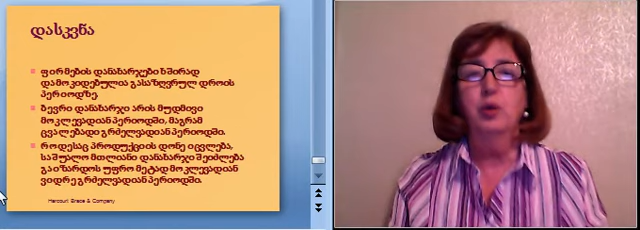 დასკვნა
ფირმების დანახარჯები ხშირად
დამოკიდებულია გასაზღვრულ დროის
პერიოდზე.
ბევრი დანახარჯი არის მუდმივი
მოკლევადიან პერიოდში, მაგრამ
ცვალებადი გრძელვადიან პერიოდში.
როდესაც პროდუქციის დონე იცვლება,
საშუალო მთლიანი დანახარჯი შეიძლება
გაიზარდოს უფრო მეტად მოკლევადიან
ვიდრე გრძელვადიან პერიოდში.
Harcourt Brace & Company